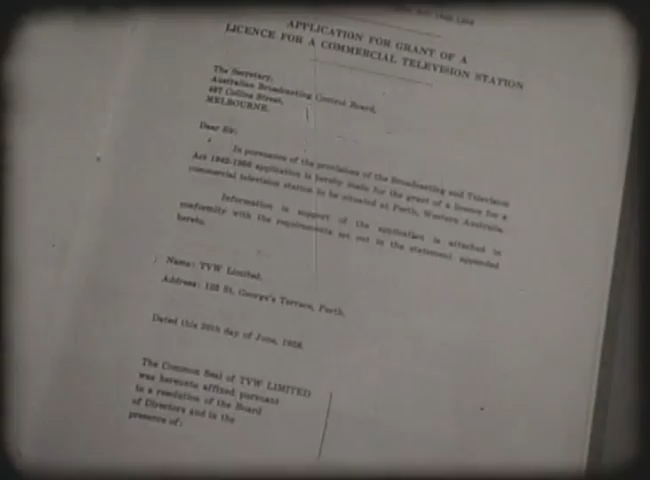 APPLICATION FOR GRANT OF A
LICENCE FOR A COMMERCIAL TELEVISION STATION
The Secretary,
Australian Broadcasting Control Board,
497 Collins Street,
MELBOURNE.
Dear Sir,
In pursuance of the provisions of the Broadcasting and Television
Act 1942-1956 application is hereby made for the grant of a licence for a
commercial television station to be situated at Perth, Western Australia.
Information in support of the application is attached in
conformity with the requirements set out in the statement appended
hereto.
Name: TVW Limited,
Address: St. George's Terrace, Perth.
Dated this day of June, 1958.
The Common Seal of TVW LIMITED
was hereunto affixed pursuant
to a resolution of the Board
of Directors and in the
presence of: